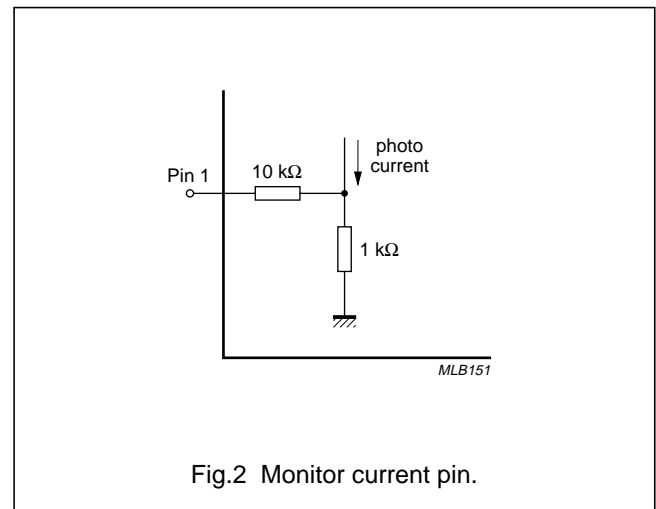 photo
current
Pin 1
10 kΩ
1 kΩ
MLB151
Fig.2 Monitor current pin.